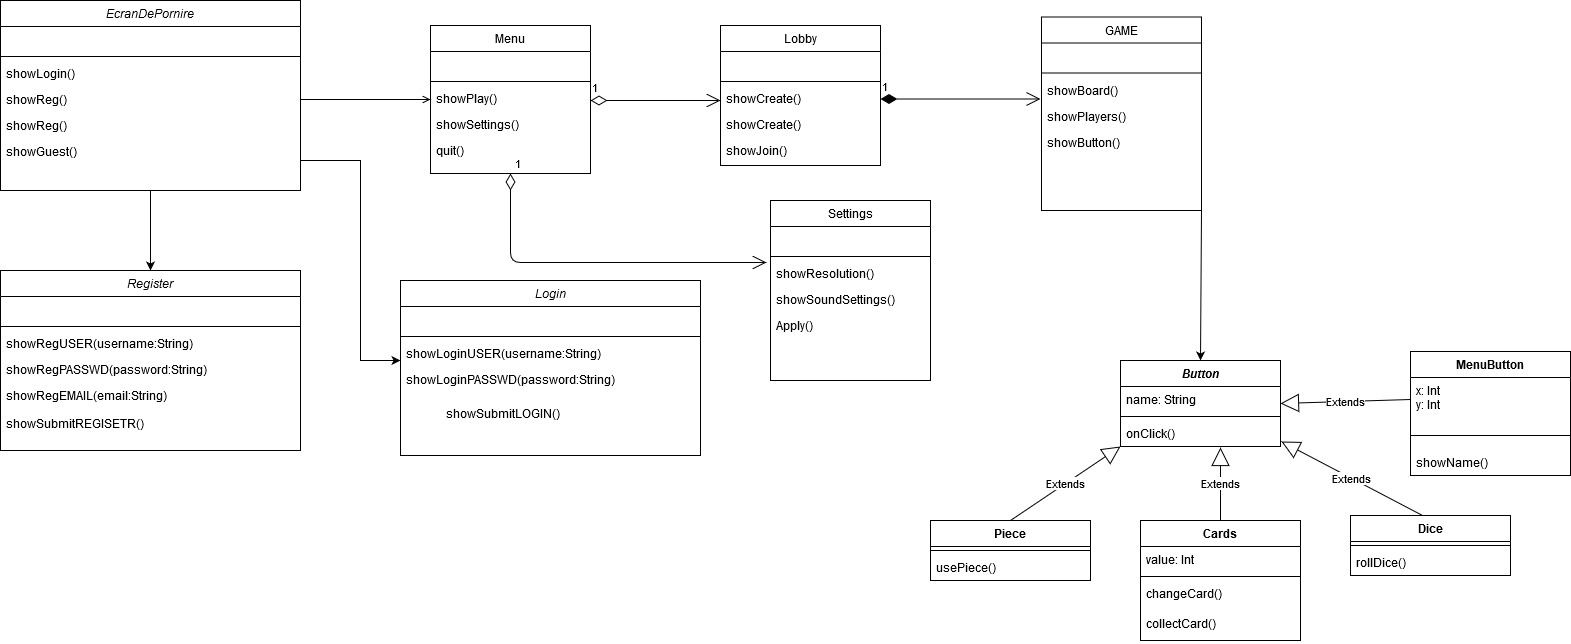 EcranDePornire
showLogin()
showReg()
showReg()
showGuest()
Menu
showPlay()
showSettings()
quit()
1
1
Lobby
showCreate()
showCreate()
showJoin()
1
GAME
showBoard()
showPlayers()
showButton()
Settings
showResolution()
showSoundSettings()
Apply()
Register
showRegUSER(username:String)
showRegPASSWD(password:String)
showRegEMAIL(email:String)
showSubmitREGISETR()
Login
showLoginUSER(username:String)
showLoginPASSWD(password:String)
showSubmitLOGIN()
Button
name: String
onClick()
Extends
MenuButton
x: Int
y: Int
showName()
Extends
Extends
Extends
Piece
usePiece()
Cards
value: Int
changeCard()
collectCard()
Dice
rollDice()